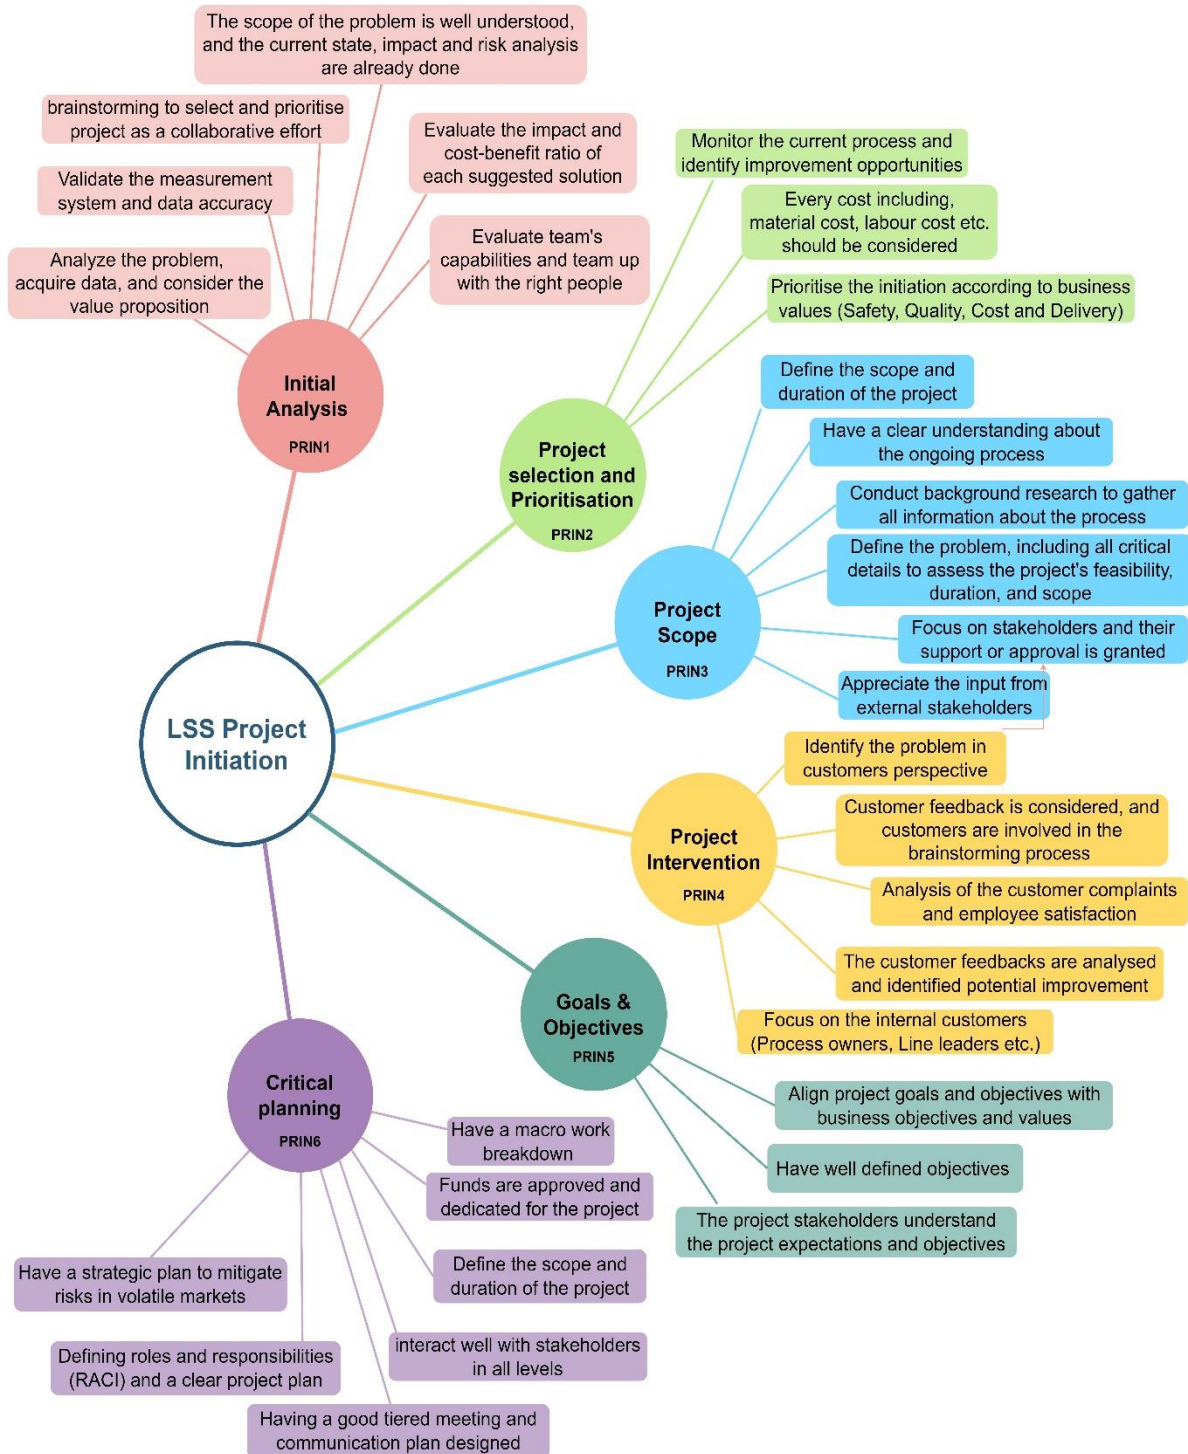 The scope of the problem is well understood,
and the current state, impact and risk analysis
are already done
brainstorming to select and prioritise
project as a collaborative effort
Evaluate the impact and
cost-benefit ratio of
each suggested solution
Validate the measurement
system and data accuracy
Evaluate team's
capabilities and team up
with the right people
Analyze the problem,
acquire data, and consider the
value proposition
Initial
Analysis
PRIN1
Monitor the current process and
identify improvement opportunities
Every cost including,
material cost, labour cost etc.
should be considered
Prioritise the initiation according to business
values (Safety, Quality, Cost and Delivery)
Project
selection and
Prioritisation
PRIN2
Define the scope and
duration of the project
Have a clear understanding about
the ongoing process
Conduct background research to gather
all information about the process
Define the problem, including all critical
details to assess the project's feasibility,
duration, and scope
Focus on stakeholders and their
support or approval is granted
Appreciate the input from
external stakeholders
Project
Scope
PRIN3
LSS Project
Initiation
Identify the problem in
customers perspective
Customer feedback is considered, and
customers are involved in the
brainstorming process
Analysis of the customer complaints
and employee satisfaction
The customer feedbacks are analysed
and identified potential improvement
Focus on the internal customers
(Process owners, Line leaders etc.)
Project
Intervention
PRIN4
Goals &
Objectives
PRIN5
Align project goals and objectives with
business objectives and values
Have well defined objectives
The project stakeholders understand
the project expectations and objectives
Critical
planning
PRIN6
Have a macro work
breakdown
Funds are approved and
dedicated for the project
Define the scope and
duration of the project
interact well with stakeholders
in all levels
Having a good tiered meeting and
communication plan designed
Defining roles and responsibilities
(RACI) and a clear project plan
Have a strategic plan to mitigate
risks in volatile markets